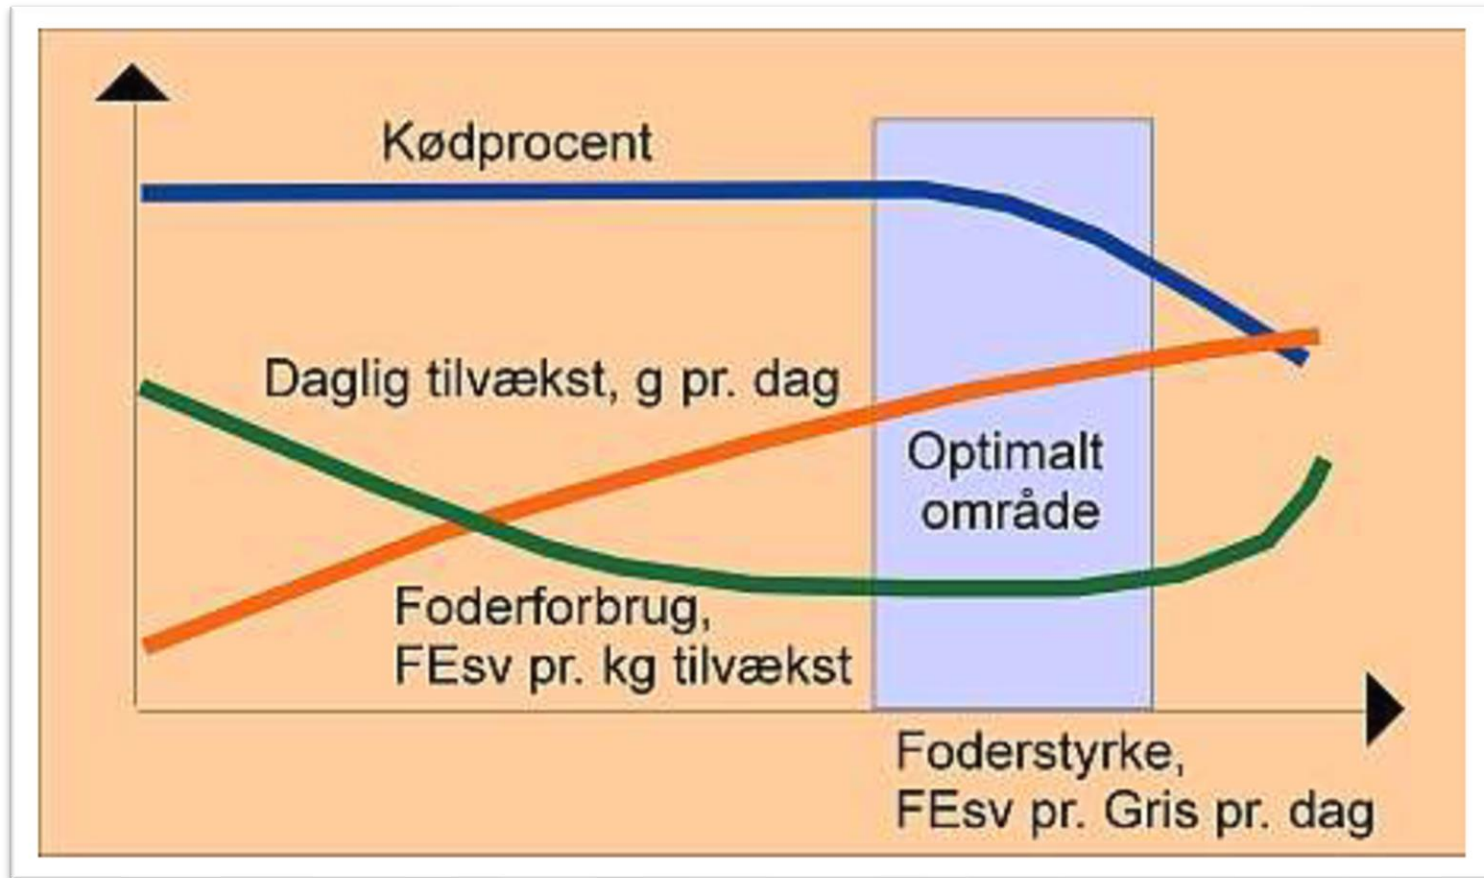 Kødprocent
Daglig tilvækst, g pr. dag
Optimalt
område
Foderforbrug,
FEsv pr. kg tilvækst
Foderstyrke,
FEsv pr. Gris pr. dag